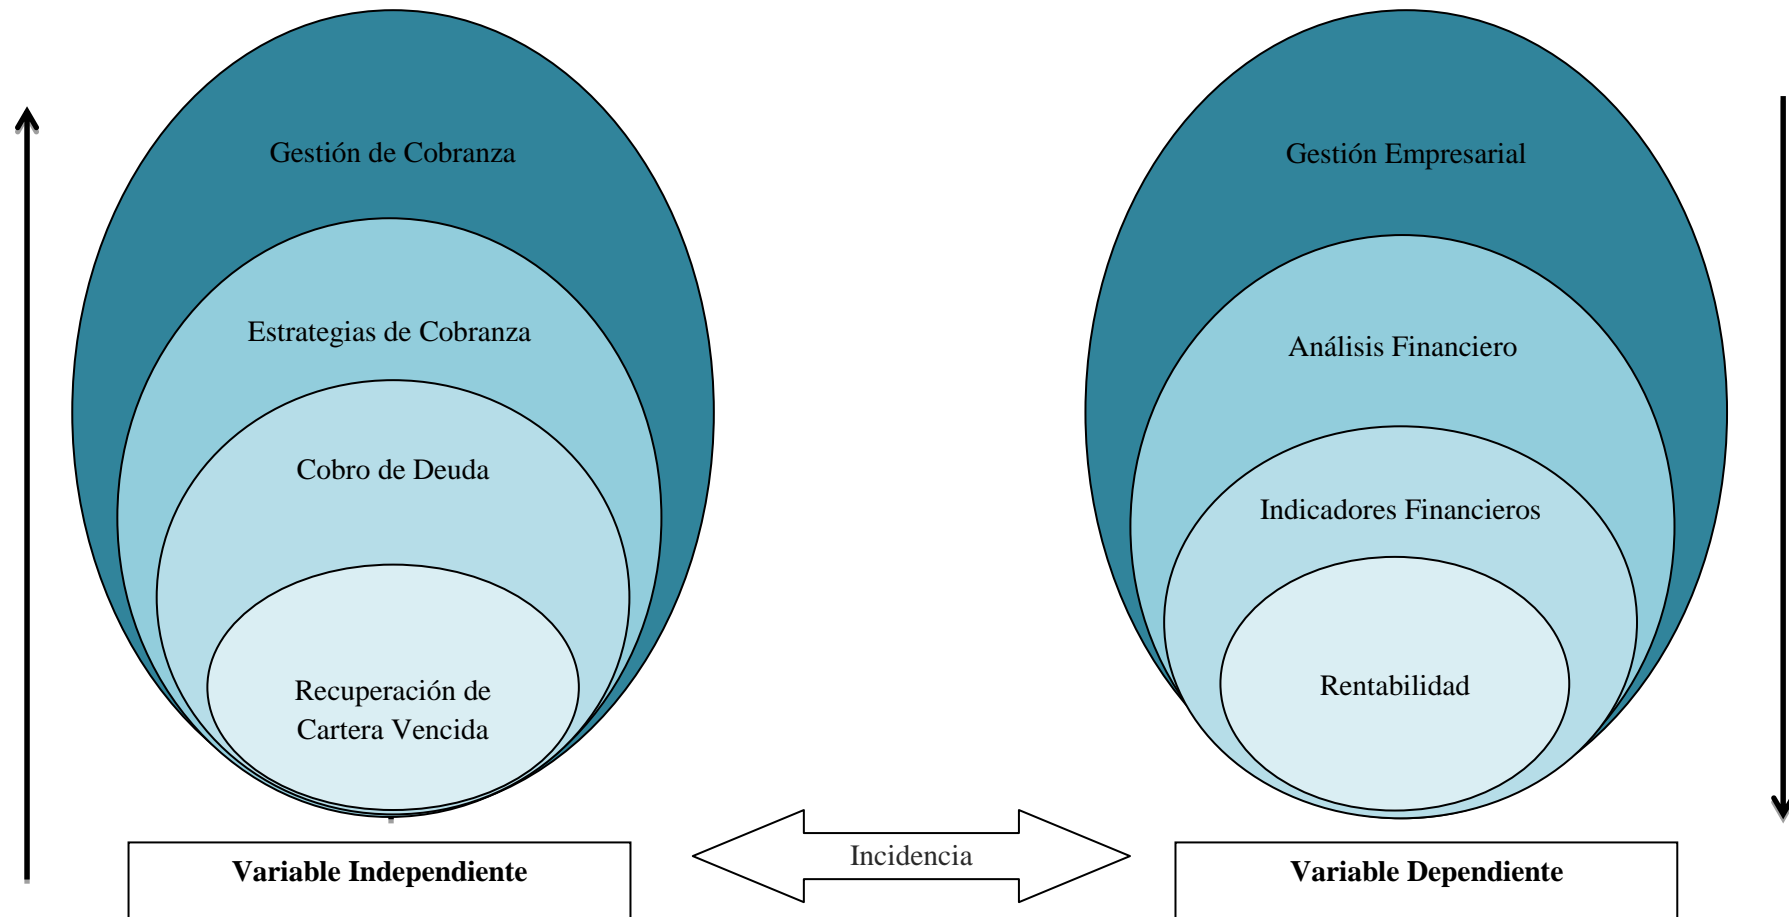 Gestión de Cobranza
Estrategias de Cobranza
Cobro de Deuda
Recuperación de
Cartera Vencida
Variable Independiente
Incidencia
Gestión Empresarial
Análisis Financiero
Indicadores Financieros
Rentabilidad
Variable Dependiente